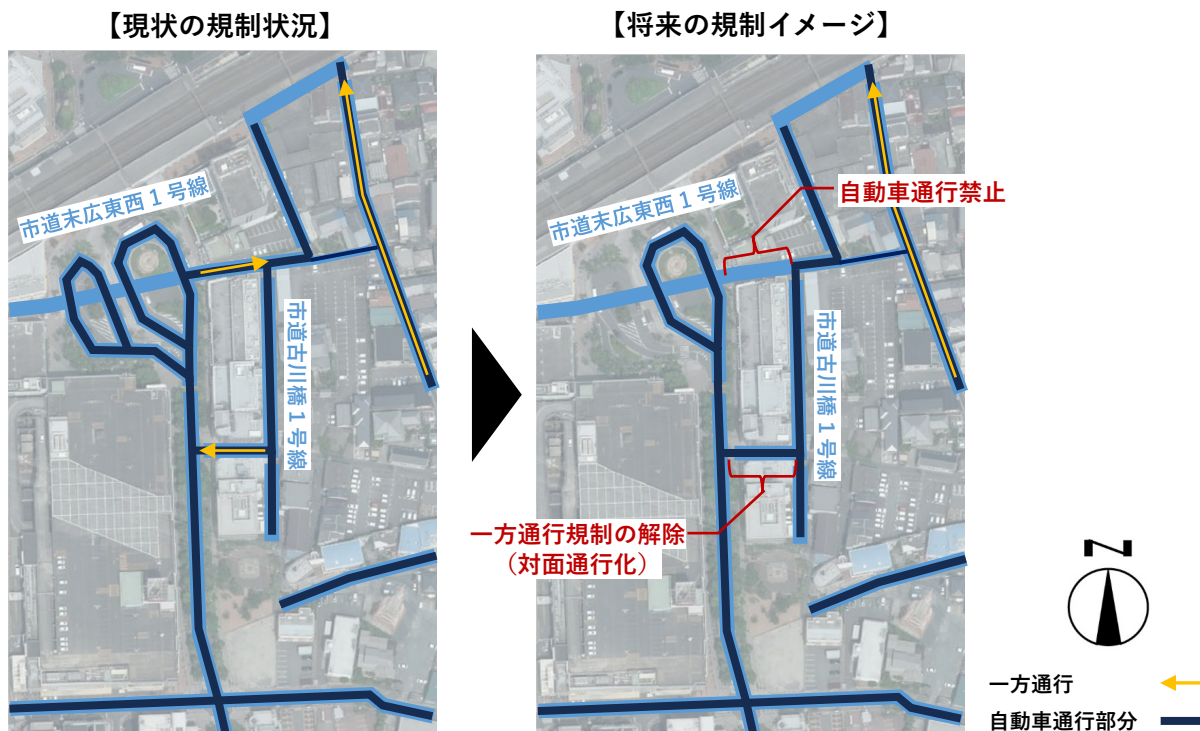 【現状の規制状況】
【将来の規制イメージ】
市道末広東西1号線
市道古川橋1号線
市道末広東西1号線
自動車通行禁止
市道古川橋1号線
一方通行規制の解除
（対面通行化）
N
一方通行
自動車通行部分